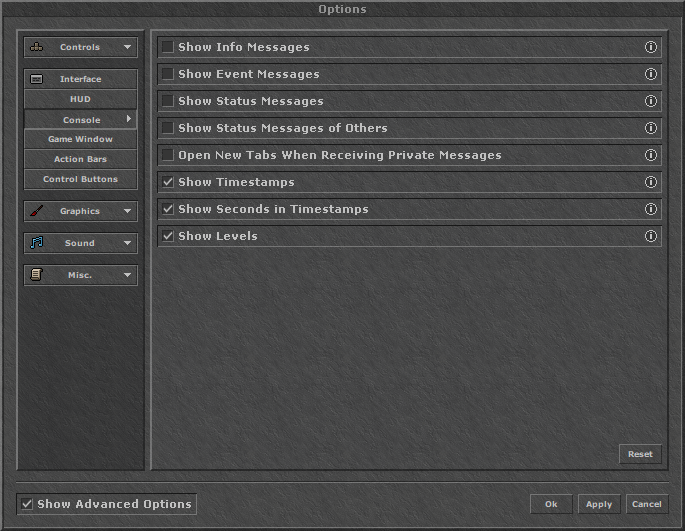 Options
Controls
Interface
HUD
Console
Game Window
Action Bars
Control Buttons
Graphics
Sound
Misc.
Show Info Messages
Show Event Messages
Show Status Messages
Show Status Messages of Others
Open New Tabs When Receiving Private Messages
Show Timestamps
Show Seconds in Timestamps
Show Levels
Reset
Show Advanced Options
Ok
Apply
Cancel